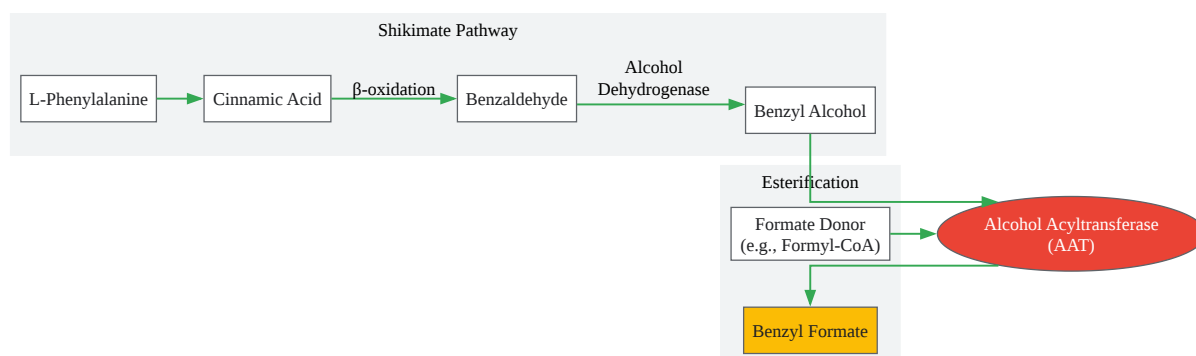 Shikimate Pathway
L-Phenylalanine
Cinnamic Acid
β-oxidation
Benzaldehyde
Alcohol
Dehydrogenase
Benzyl Alcohol
Esterification
Formate Donor
(e.g., Formyl-CoA)
Alcohol Acyltransferase
(AAT)
Benzyl Formate